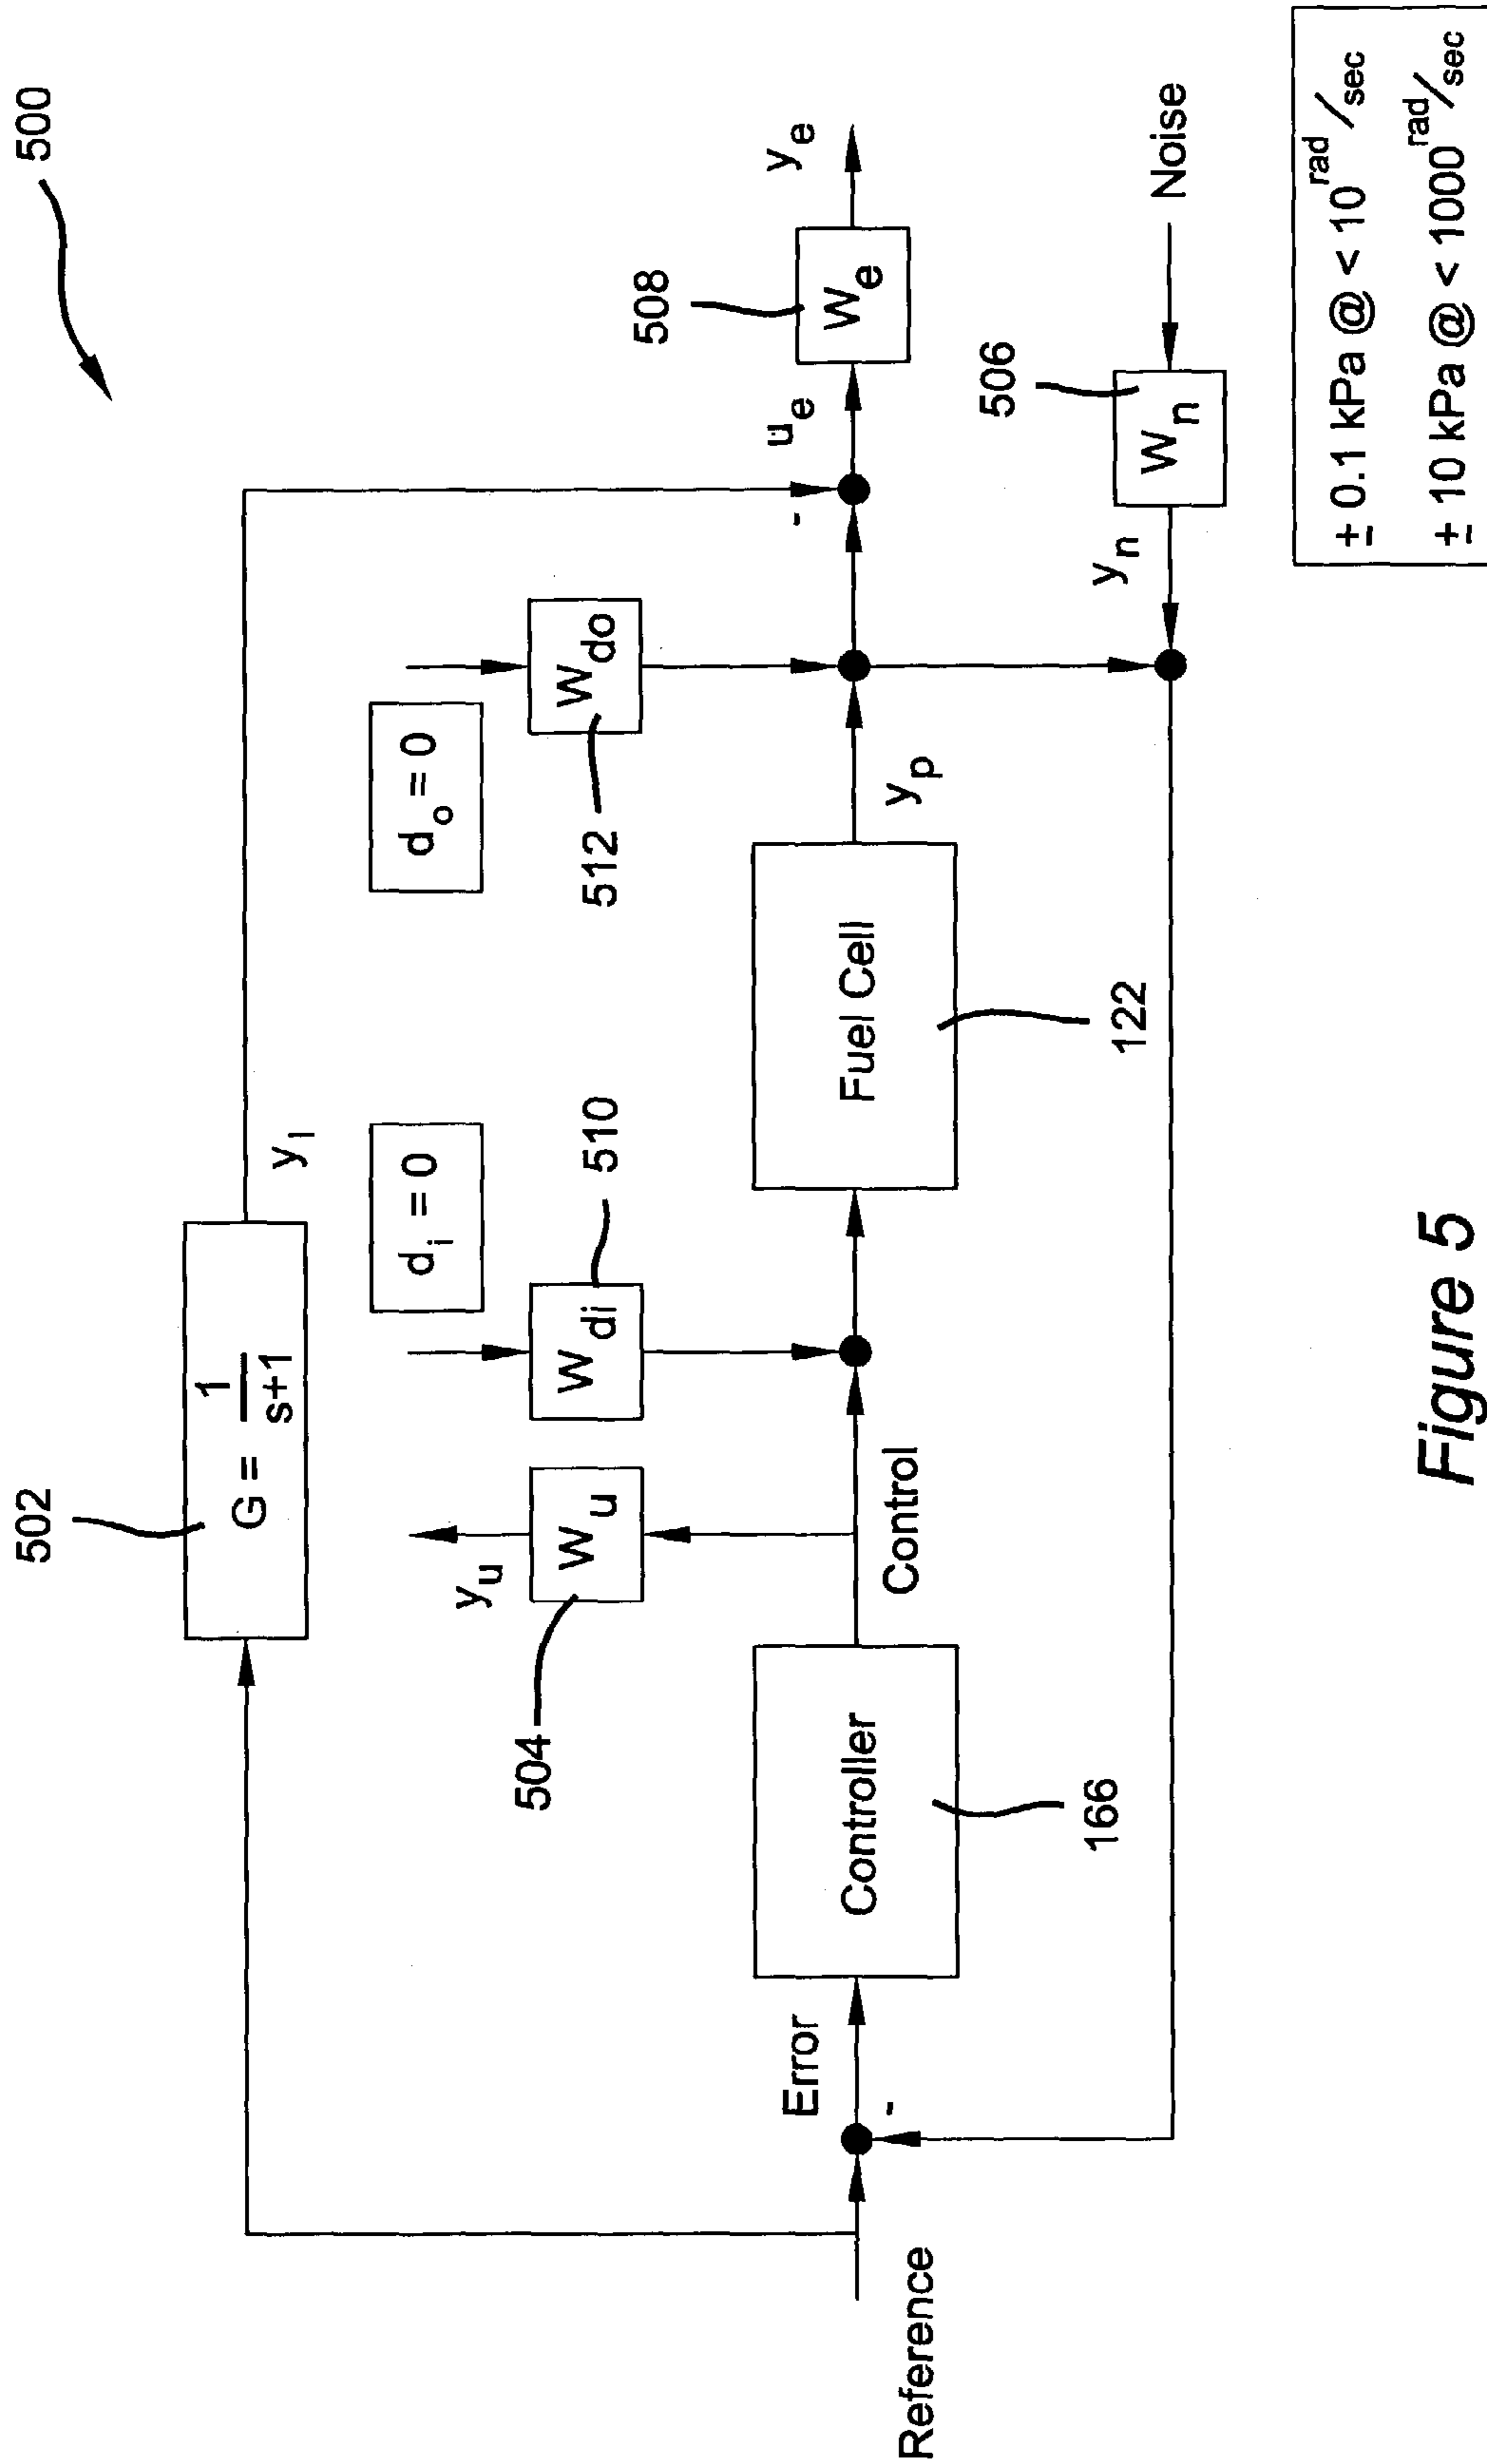 500
502
G = 1/s+1
y_i
d_i = 0
d_o = 0
504
y_u
W_u
W_di
510
512
W_do
508
u_e
W_e
y_e
Reference
Error
-
Controller
166
Control
Fuel Cell
122
y_p
-
y_n
506
W_n
Noise
± 0.1 kPa @ < 10 rad/sec
± 10 kPa @ < 1000 rad/sec
Figure 5